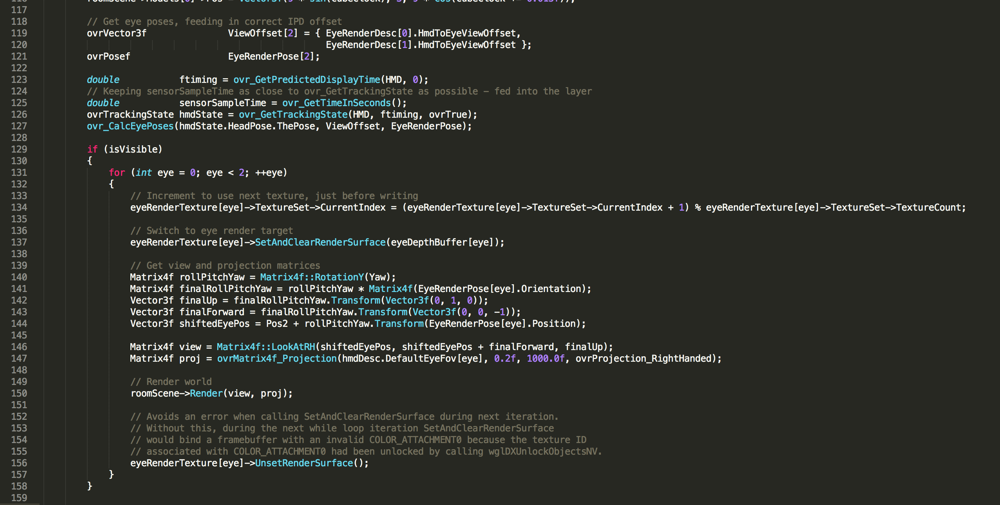 117
118 // Get eye poses, feeding in correct IPD offset
119 ovrVector3f ViewOffset[2] = { EyeRenderDesc[0].HmdToEyeViewOffset,
120 EyeRenderDesc[1].HmdToEyeViewOffset };
121 ovrPosef EyeRenderPose[2];
122
123 double ftiming = ovr_GetPredictedDisplayTime(HMD, 0);
124 // Keeping sensorSampleTime as close to ovr_GetTrackingState as possible - fed into the layer
125 double sensorSampleTime = ovr_GetTimeInSeconds();
126 ovrTrackingState hmdState = ovr_GetTrackingState(HMD, ftiming, ovrTrue);
127 ovr_CalcEyePoses(hmdState.HeadPose.ThePose, ViewOffset, EyeRenderPose);
128
129 if (isVisible)
130 {
131 for (int eye = 0; eye < 2; ++eye)
132 {
133 // Increment to use next texture, just before writing
134 eyeRenderTexture[eye]->TextureSet->CurrentIndex = (eyeRenderTexture[eye]->TextureSet->CurrentIndex + 1) % eyeRenderTexture[eye]->TextureSet->TextureCount;
135
136 // Switch to eye render target
137 eyeRenderTexture[eye]->SetAndClearRenderSurface(eyeDepthBuffer[eye]);
138
139 // Get view and projection matrices
140 Matrix4f rollPitchYaw = Matrix4f::RotationY(Yaw);
141 Matrix4f finalRollPitchYaw = rollPitchYaw * Matrix4f(EyeRenderPose[eye].Orientation);
142 Vector3f finalUp = finalRollPitchYaw.Transform(Vector3f(0, 1, 0));
143 Vector3f finalForward = finalRollPitchYaw.Transform(Vector3f(0, 0, -1));
144 Vector3f shiftedEyePos = Pos2 + rollPitchYaw.Transform(EyeRenderPose[eye].Position);
145
146 Matrix4f view = Matrix4f::LookAtRH(shiftedEyePos, shiftedEyePos + finalForward, finalUp);
147 Matrix4f proj = ovrMatrix4f_Projection(hmdDesc.DefaultEyeFov[eye], 0.2f, 1000.0f, ovrProjection_RightHanded);
148
149 // Render world
150 roomScene->Render(view, proj);
151
152 // Avoids an error when calling SetAndClearRenderSurface during next iteration.
153 // Without this, during the next while loop iteration SetAndClearRenderSurface
154 // would bind a framebuffer with an invalid COLOR_ATTACHMENT0 because the texture ID
155 // associated with COLOR_ATTACHMENT0 had been unlocked by calling wglDXUnlockObjectsNV.
156 eyeRenderTexture[eye]->UnsetRenderSurface();
157 }
158 }
159